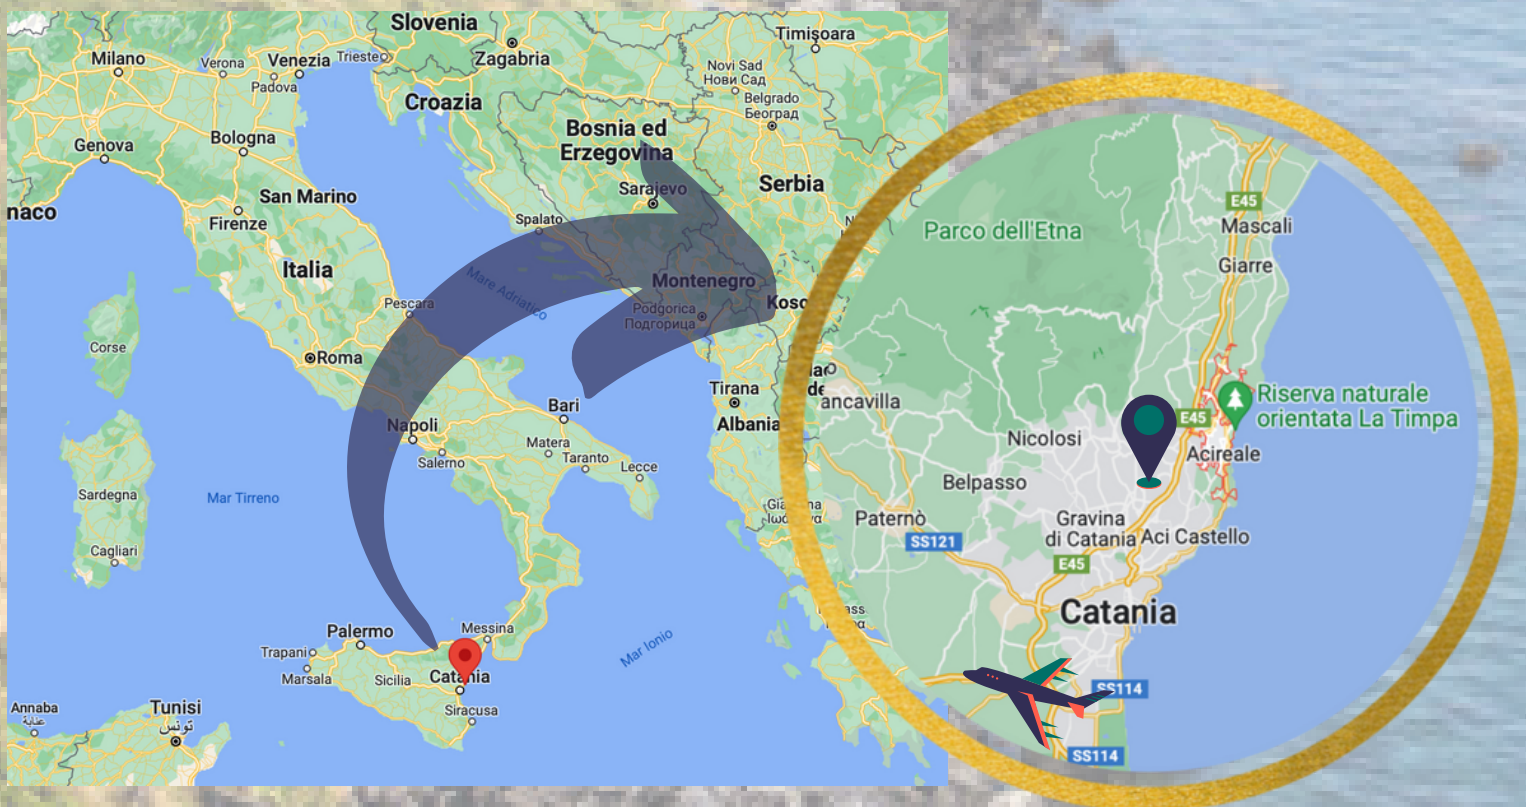 Slovenia
Timişoara
Milano
Verona
Venezia
Trieste
Zagabria
Padova
Novi Sad
Нови Сад
Croazia
Belgrado
Београд
Genova
Bologna
Bosnia ed
Erzegovina
San Marino
Sarajevo
Serbia
naco
Firenze
Spalato
Italia
Mare Adriatico
Montenegro
Koso
Pescara
Podgorica
Подгорица
Corse
Roma
Tirana
Bari
Albania
Napoli
Matera
Salerno
Taranto
Lecce
Sardegna
Mar Tirreno
Cagliari
Palermo
Messina
Mar Ionio
Trapani
Marsala
Sicilia
Catania
Siracusa
Annaba
عنابة
Tunisi
تونس
E45
Mascali
Parco dell'Etna
Giarre
ancavilla
Riserva naturale
orientata La Timpa
E45
Nicolosi
Acireale
Belpasso
Paternò
Gravina
di Catania
Aci Castello
SS121
E45
Catania
SS114
SS114